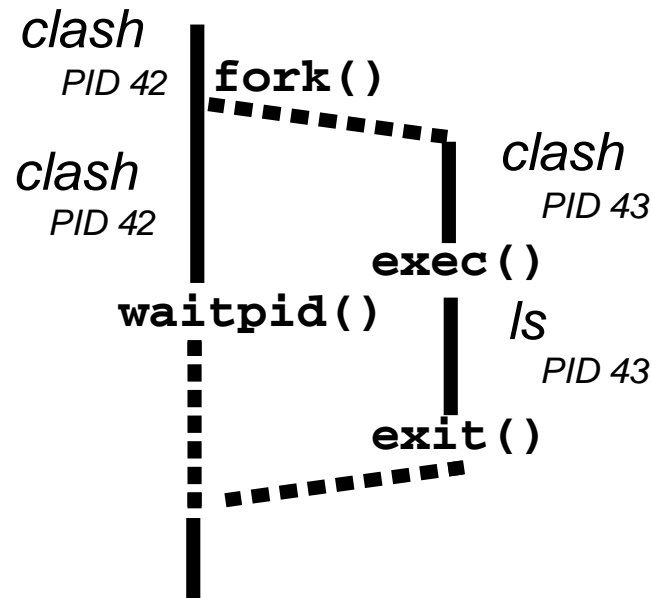 clash
PID 42
fork()
clash
PID 43
clash
PID 42
exec()
waitpid()
ls
PID 43
exit()